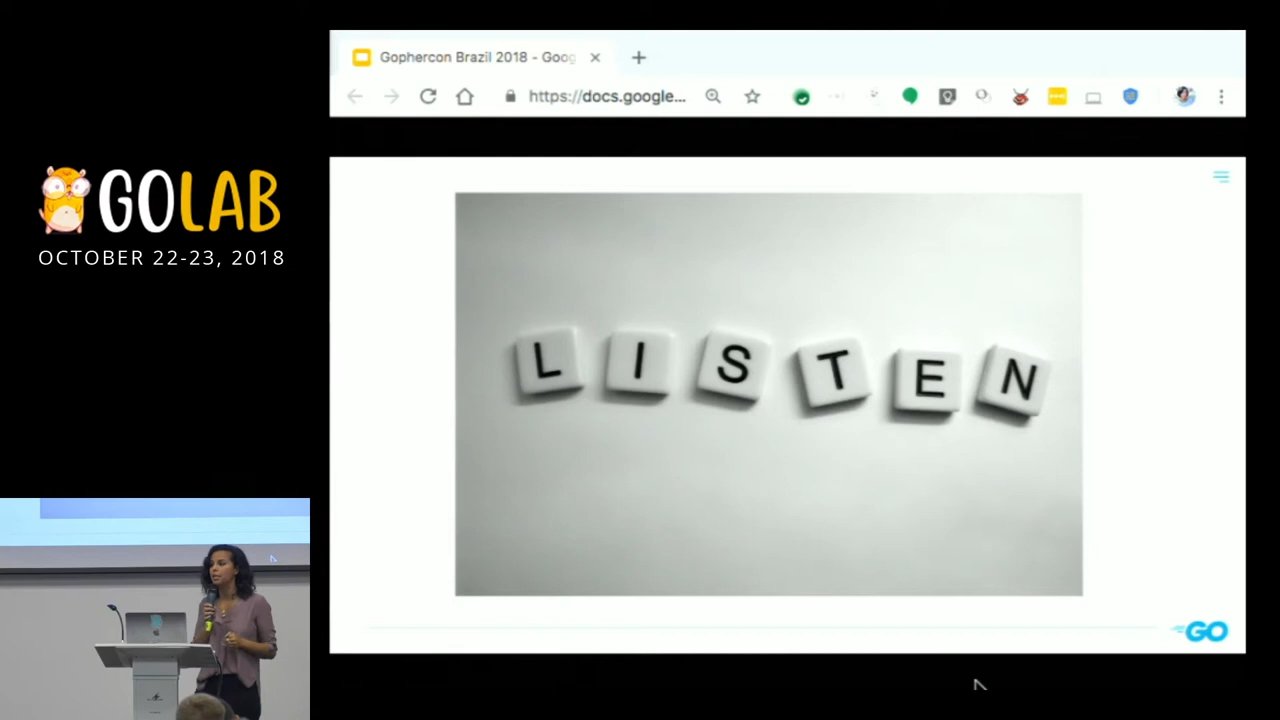 Gophercon Brazil 2018 - Goog
https://docs.google...
GOLAB
OCTOBER 22-23, 2018
LISTEN
GO